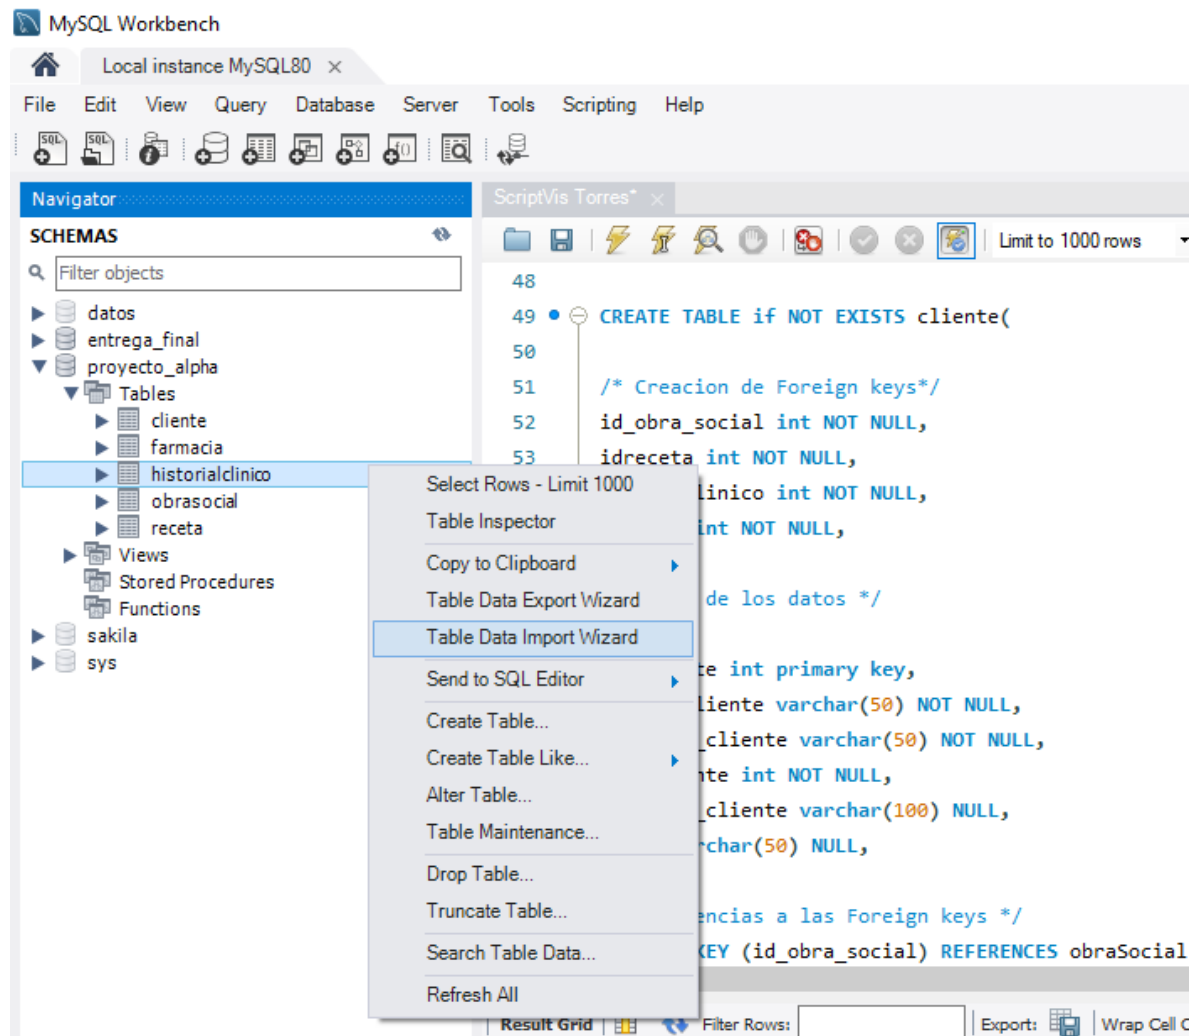 MySQL Workbench
Local instance MySQL80
File Edit View Query Database Server Tools Scripting Help
Navigator
SCHEMAS
Filter objects
datos
entrega_final
proyecto_alpha
Tables
cliente
farmacia
historialclinico
obrasocial
receta
Views
Stored Procedures
Functions
sakila
sys
Select Rows - Limit 1000
Table Inspector
Copy to Clipboard
Table Data Export Wizard
Table Data Import Wizard
Send to SQL Editor
Create Table...
Create Table Like...
Alter Table...
Table Maintenance...
Drop Table...
Truncate Table...
Search Table Data...
Refresh All
ScriptVis Torres*
Limit to 1000 rows
48
49 CREATE TABLE if NOT EXISTS cliente(
50
51 /* Creacion de Foreign keys*/
52 id_obra_social int NOT NULL,
53 idreceta int NOT NULL,
linico int NOT NULL,
int NOT NULL,
de los datos */
te int primary key,
liente varchar(50) NOT NULL,
_cliente varchar(50) NOT NULL,
nte int NOT NULL,
_cliente varchar(100) NULL,
rchar(50) NULL,
encias a las Foreign keys */
KEY (id_obra_social) REFERENCES obraSocial
Result Grid Filter Rows: Export: Wrap Cell C